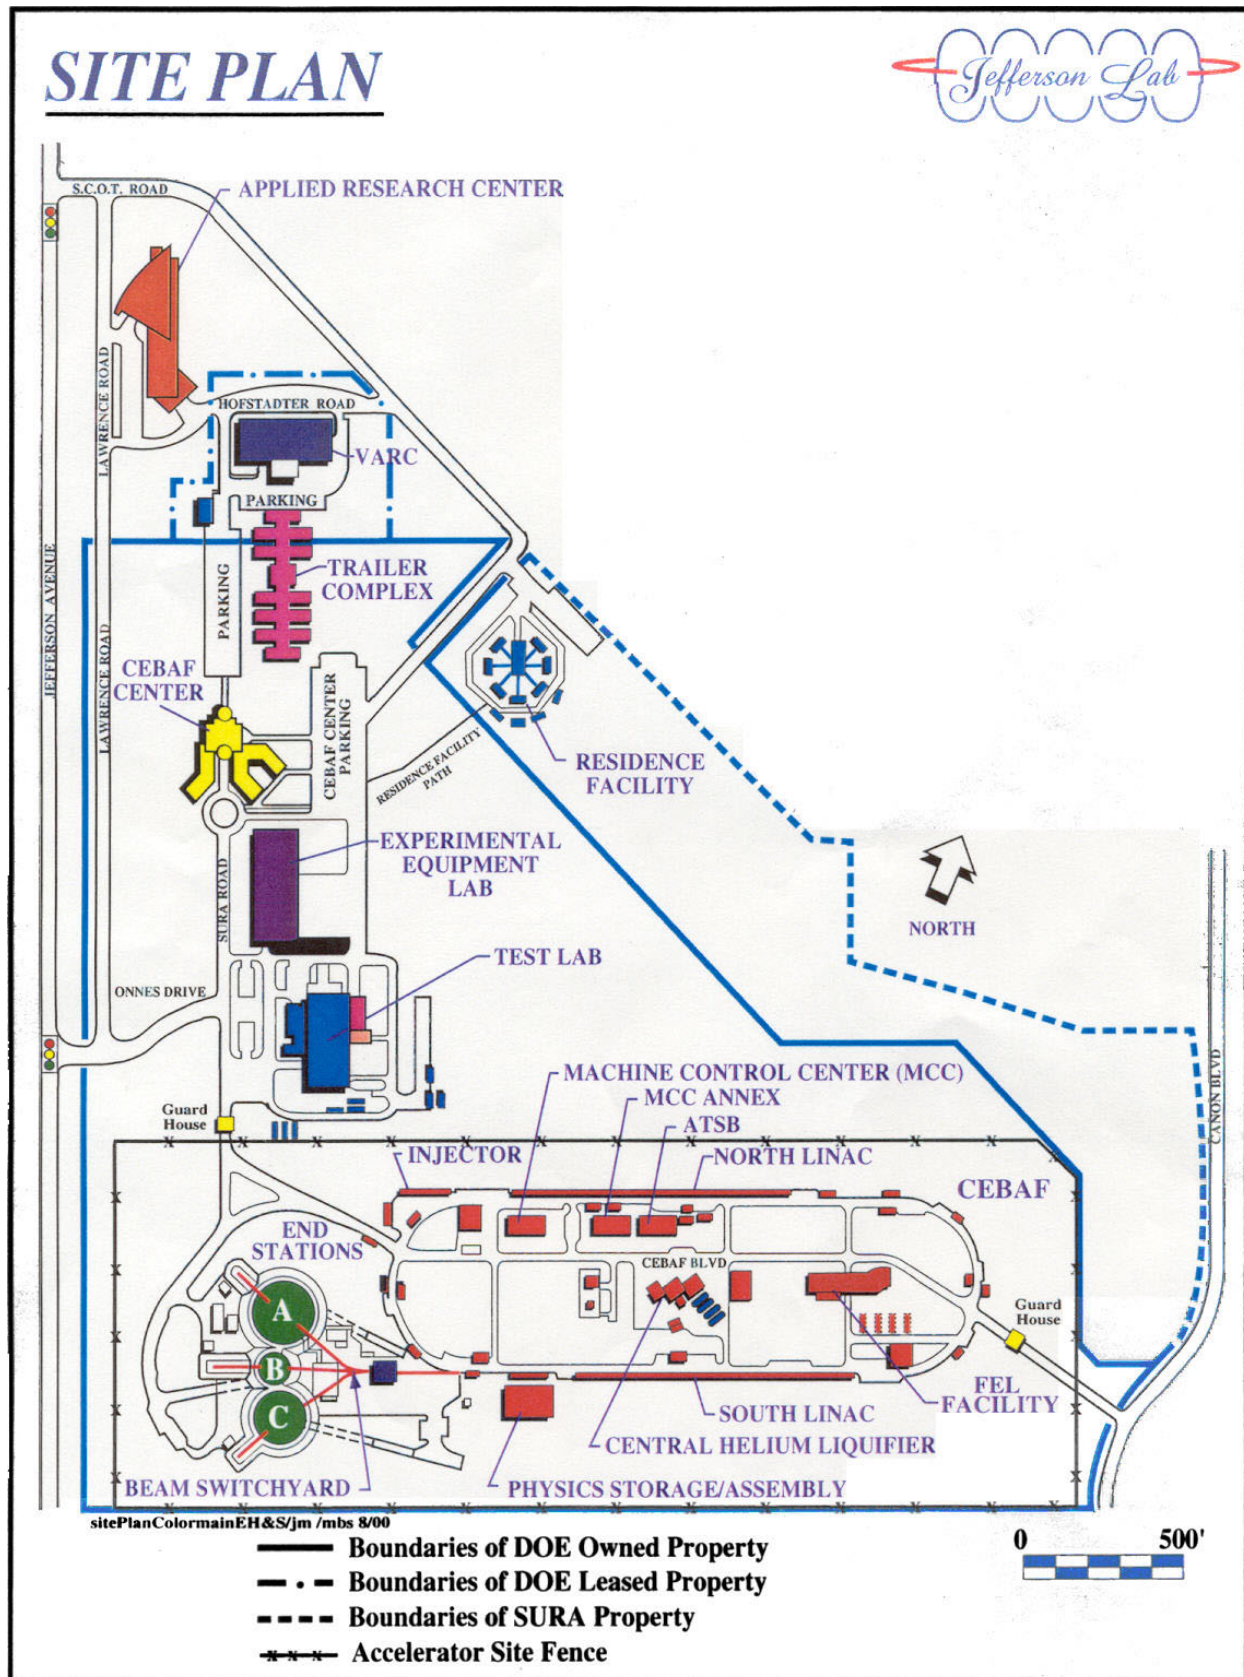 SITE PLAN
Jefferson Lab
S.C.O.T. ROAD
APPLIED RESEARCH CENTER
LAWRENCE ROAD
HOFSTADTER ROAD
VARC
PARKING
TRAILER
COMPLEX
PARKING
JEFFERSON AVENUE
LAWRENCE ROAD
CEBAF
CENTER
CEBAF CENTER
PARKING
RESIDENCE FACILITY
PATH
RESIDENCE
FACILITY
EXPERIMENTAL
EQUIPMENT
LAB
SURA ROAD
NORTH
TEST LAB
ONNES DRIVE
CANON BLVD
MACHINE CONTROL CENTER (MCC)
MCC ANNEX
ATSB
Guard
House
INJECTOR
NORTH LINAC
CEBAF
END
STATIONS
CEBAF BLVD
A
B
C
Guard
House
FEL
FACILITY
SOUTH LINAC
CENTRAL HELIUM LIQUIFIER
BEAM SWITCHYARD
PHYSICS STORAGE/ASSEMBLY
sitePlanColormainEH&S/jm /mbs 8/00
0 500'
Boundaries of DOE Owned Property
Boundaries of DOE Leased Property
Boundaries of SURA Property
Accelerator Site Fence